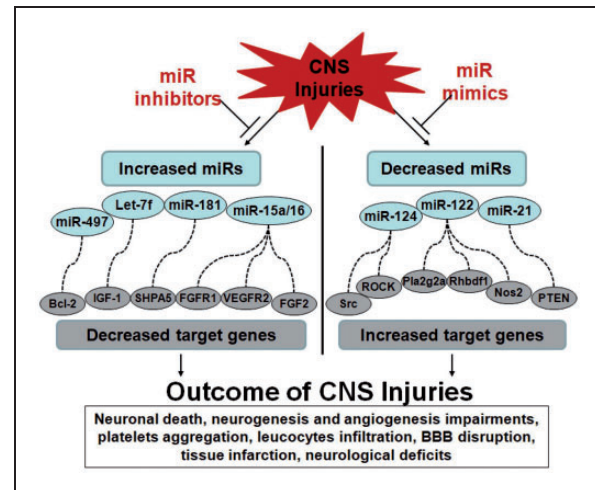 CNS
Injuries
miR
inhibitors
miR
mimics
Increased miRs
Decreased miRs
miR-497
Let-7f
miR-181
miR-15a/16
miR-124
miR-122
miR-21
Bcl-2
IGF-1
SHPA5
FGFR1
VEGFR2
FGF2
Src
ROCK
Pla2g2a
Rhbdf1
Nos2
PTEN
Decreased target genes
Increased target genes
Outcome of CNS Injuries
Neuronal death, neurogenesis and angiogenesis impairments,
platelets aggregation, leucocytes infiltration, BBB disruption,
tissue infarction, neurological deficits